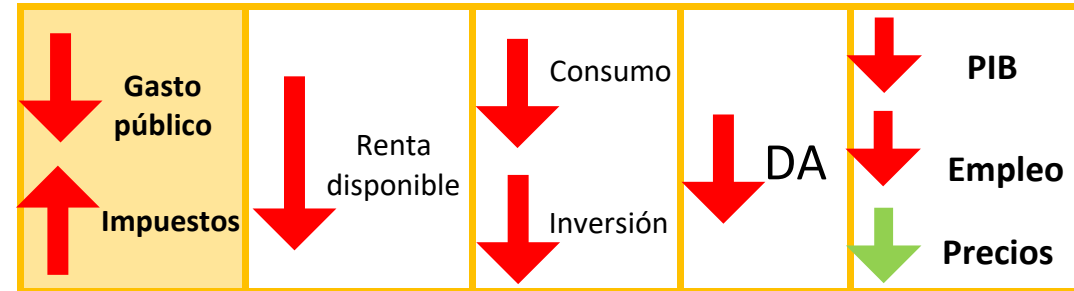 Gasto
público
Impuestos
Renta
disponible
Consumo
Inversión
DA
PIB
Empleo
Precios